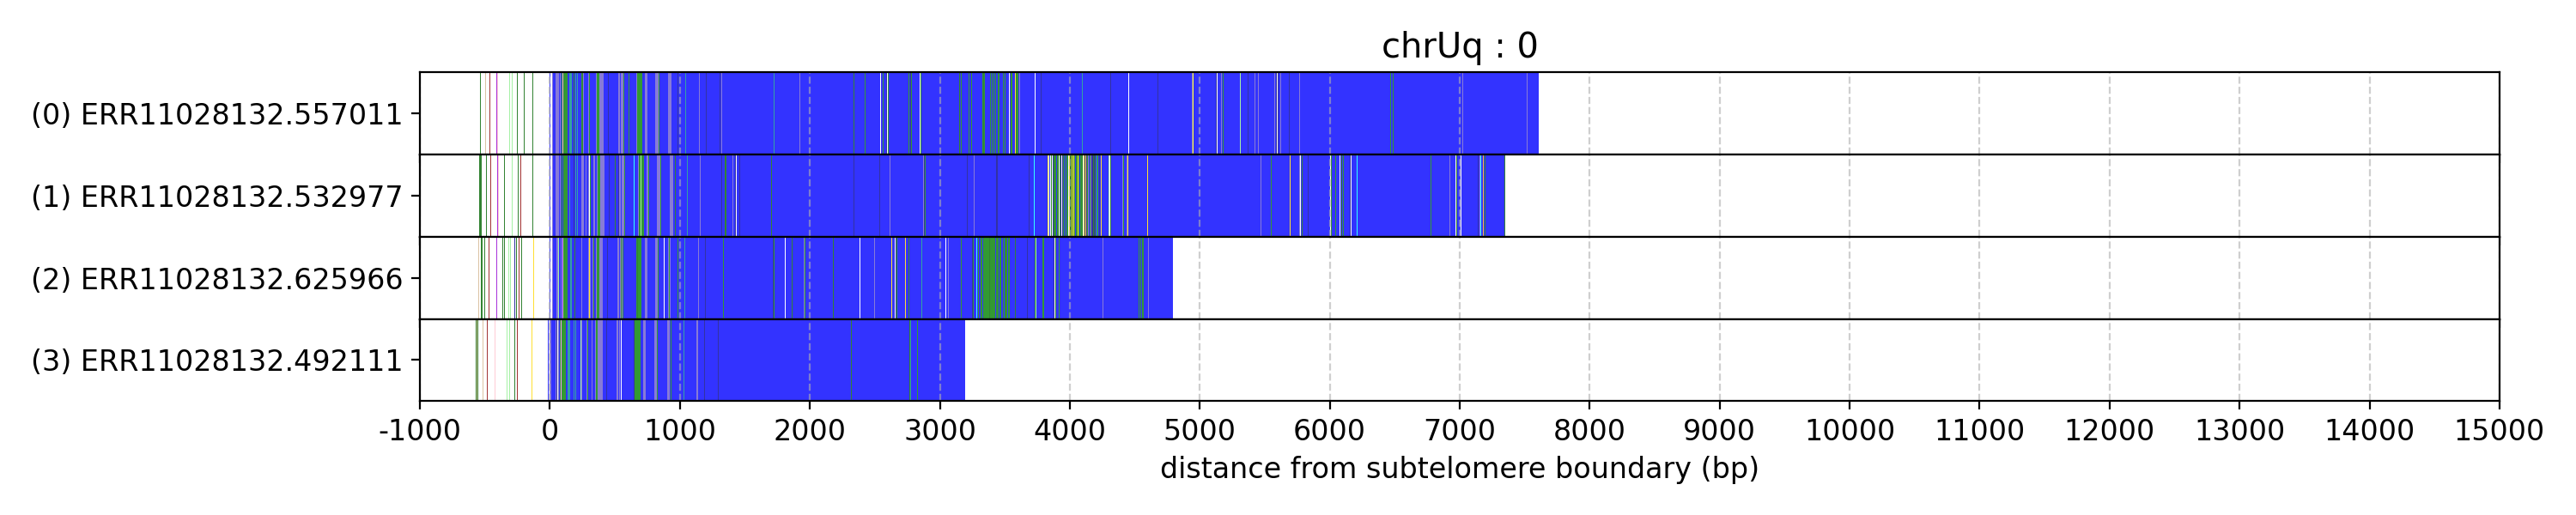 chrUq : 0
(0) ERR11028132.557011
(1) ERR11028132.532977
(2) ERR11028132.625966
(3) ERR11028132.492111
-1000 0 1000 2000 3000 4000 5000 6000 7000 8000 9000 10000 11000 12000 13000 14000 15000
distance from subtelomere boundary (bp)